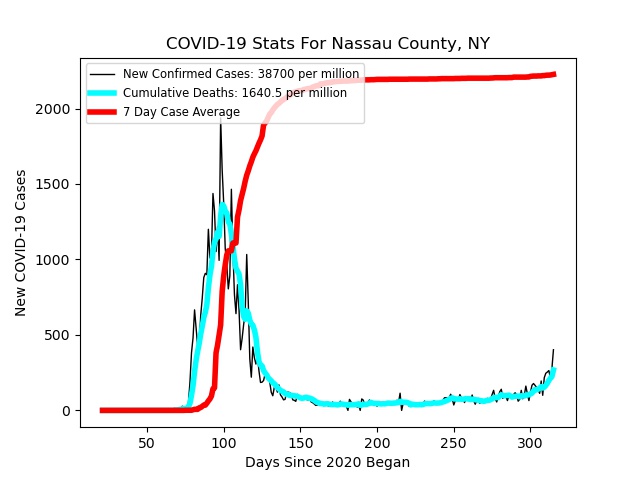 COVID-19 Stats For Nassau County, NY
New Confirmed Cases: 38700 per million
Cumulative Deaths: 1640.5 per million
7 Day Case Average
2000
1500
1000
500
0
New COVID-19 Cases
50 100 150 200 250 300
Days Since 2020 Began